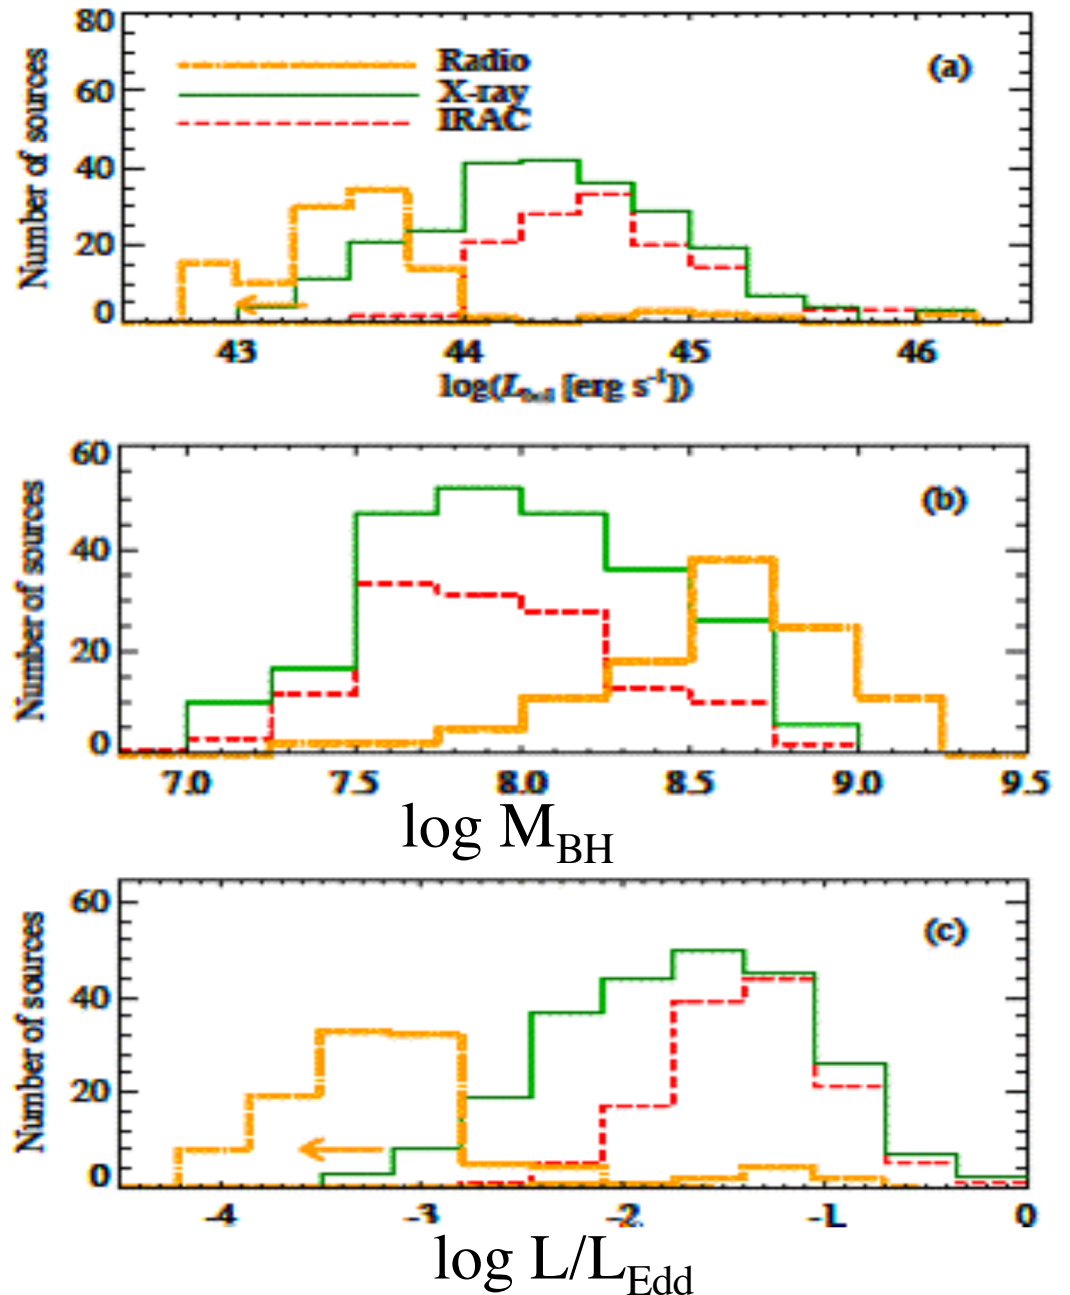 80
60
40
20
0
Number of sources
Radio
X-ray
IRAC
(a)
43 44 45 46
log(L_Bol [erg s⁻¹])
60
40
20
0
Number of sources
(b)
7.0 7.5 8.0 8.5 9.0 9.5
log M_BH
60
40
20
0
Number of sources
(c)
-4 -3 -2 -1 0
log L/L_Edd